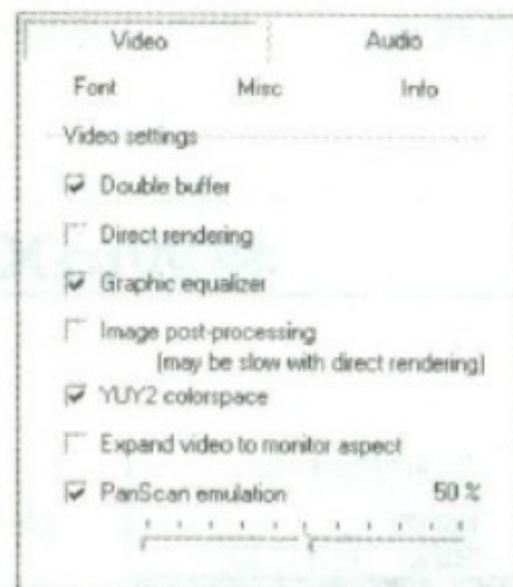 Video Audio
Font Misc Info
Video settings
Double buffer
Direct rendering
Graphic equalizer
Image post-processing
(may be slow with direct rendering)
YUY2 colorspace
Expand video to monitor aspect
PanScan emulation 50 %